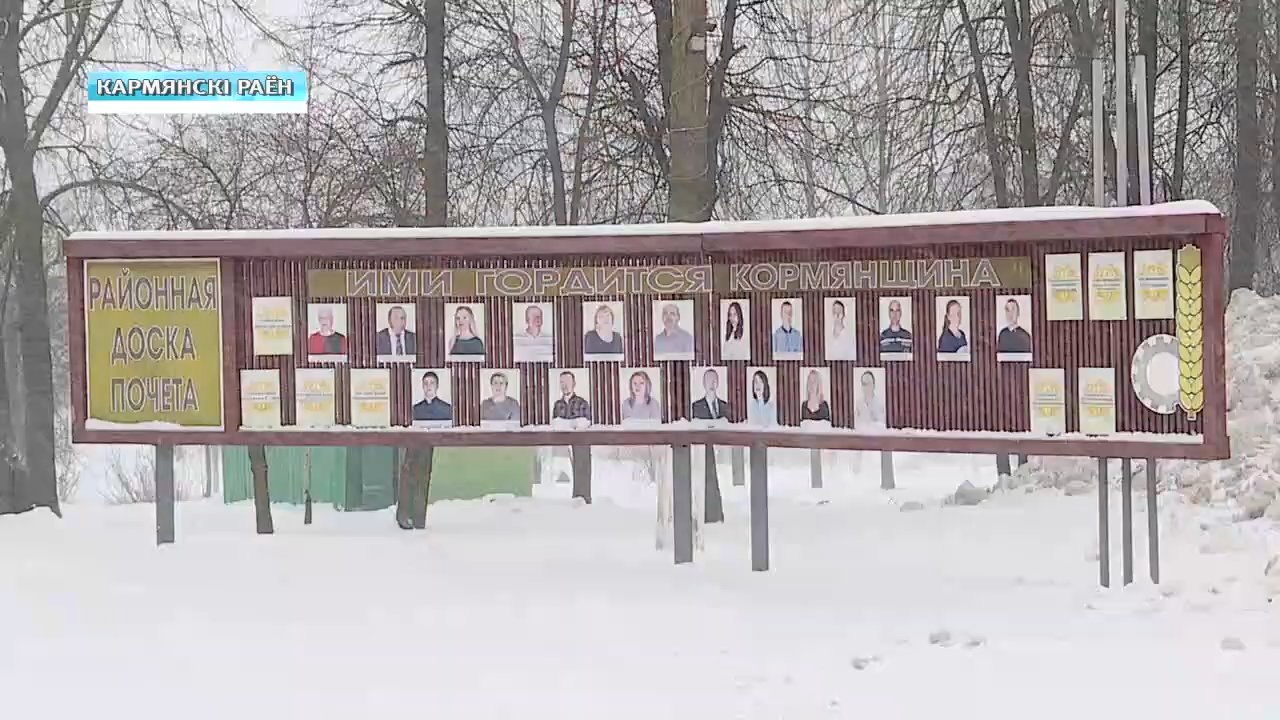 КАРМЯНСКІ РАЁН
РАЙОННАЯ
ДОСКА
ПОЧЕТА
ИМИ ГОРДИТСЯ КОРМЯНЩИНА